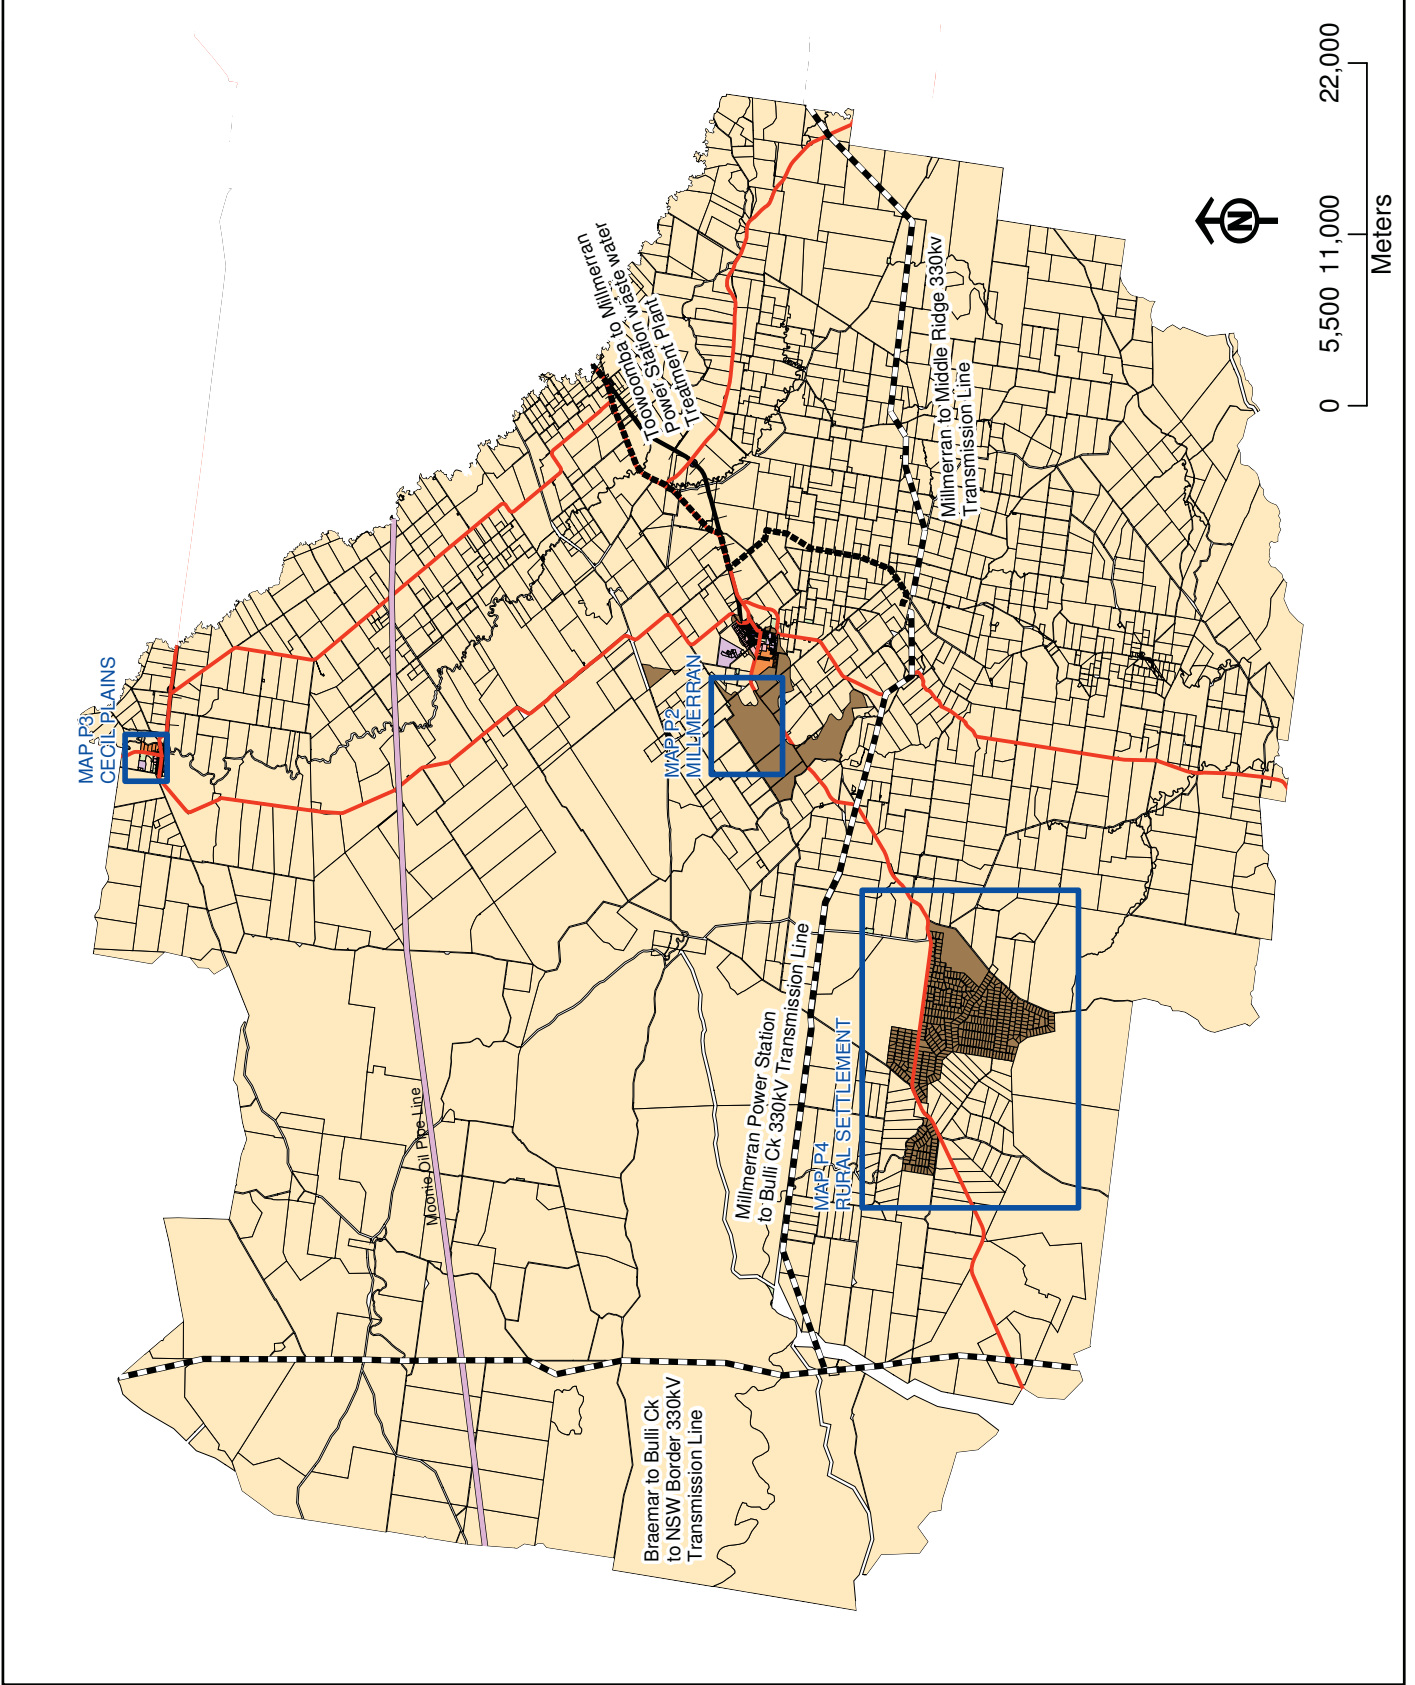 MAP P3
CECIL PLAINS
Toowoomba to Millmerran
Power Station waste water
Treatment Plant
MAP P2
MILLMERRAN
Millmerran to Middle Ridge 330kv
Transmission Line
Moonie Oil Pipe Line
Millmerran Power Station
to Bulli Ck 330kV Transmission Line
MAP P4
RURAL SETTLEMENT
Braemar to Bulli Ck
to NSW Border 330kV
Transmission Line
N
0 5,500 11,000 22,000
Meters